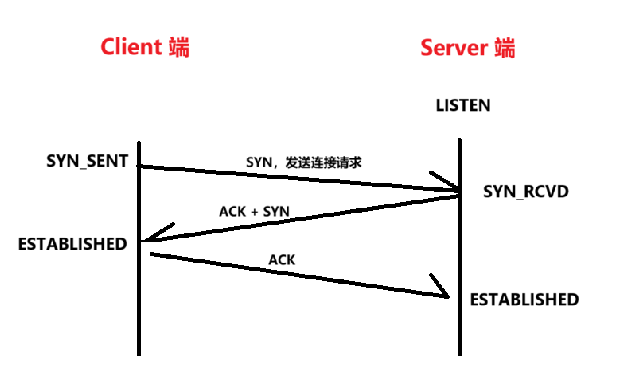 Client 端
Server 端
LISTEN
SYN_SENT
SYN，发送连接请求
SYN_RCVD
ACK + SYN
ESTABLISHED
ACK
ESTABLISHED